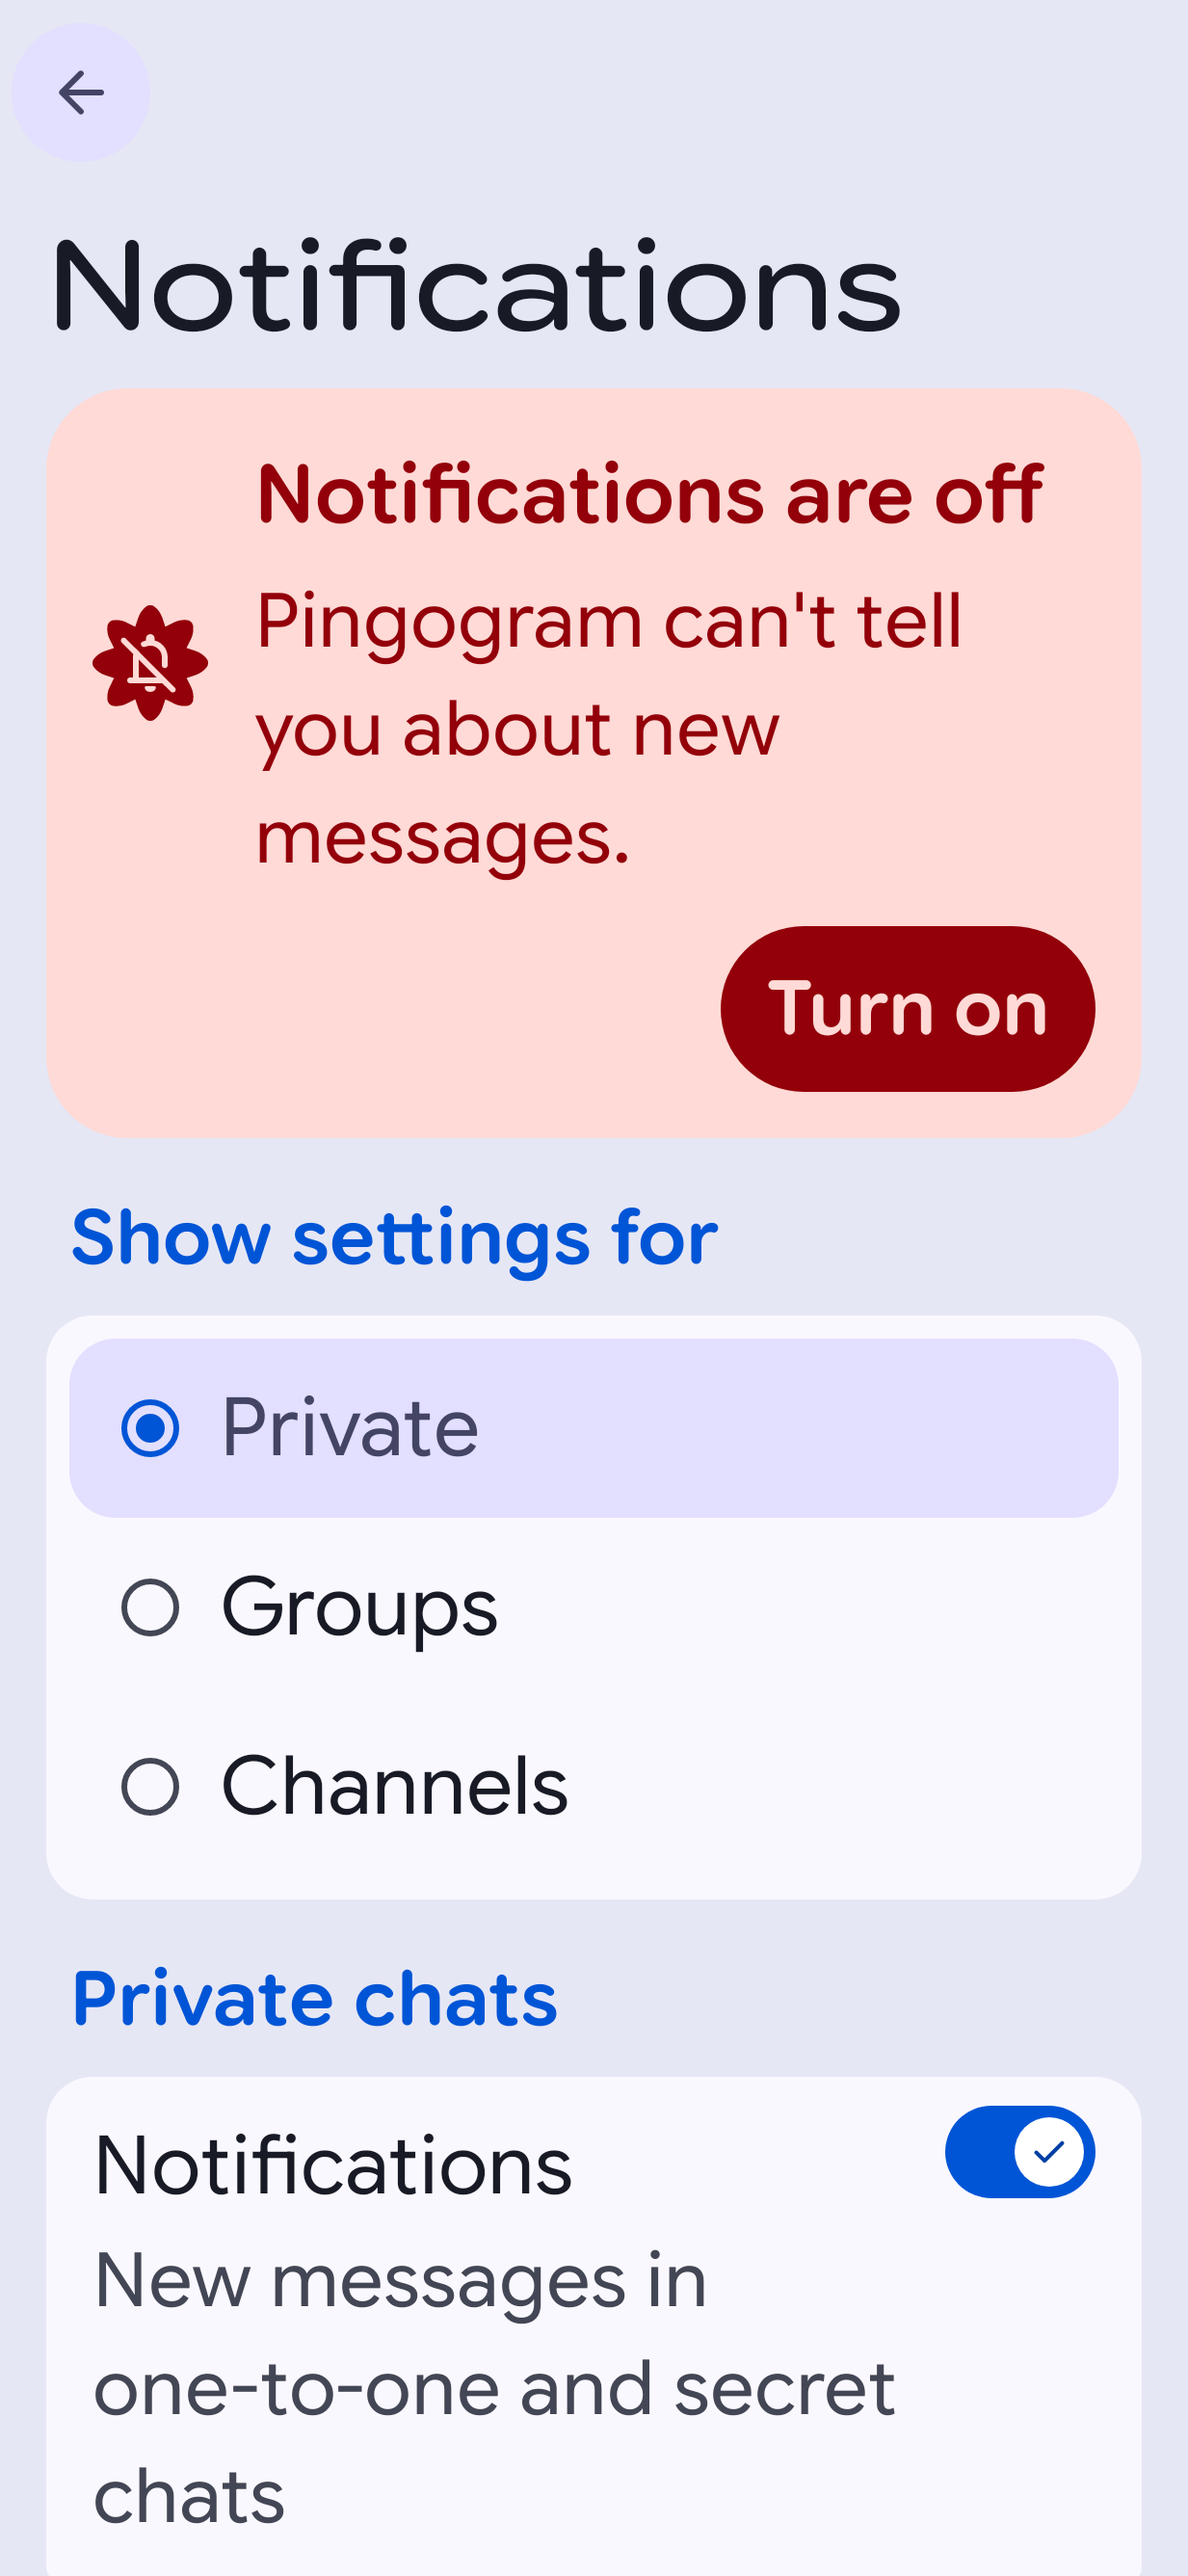 Notifications
Notifications are off
Pingogram can't tell
you about new
messages.
Turn on
Show settings for
Private
Groups
Channels
Private chats
Notifications
New messages in
one-to-one and secret
chats